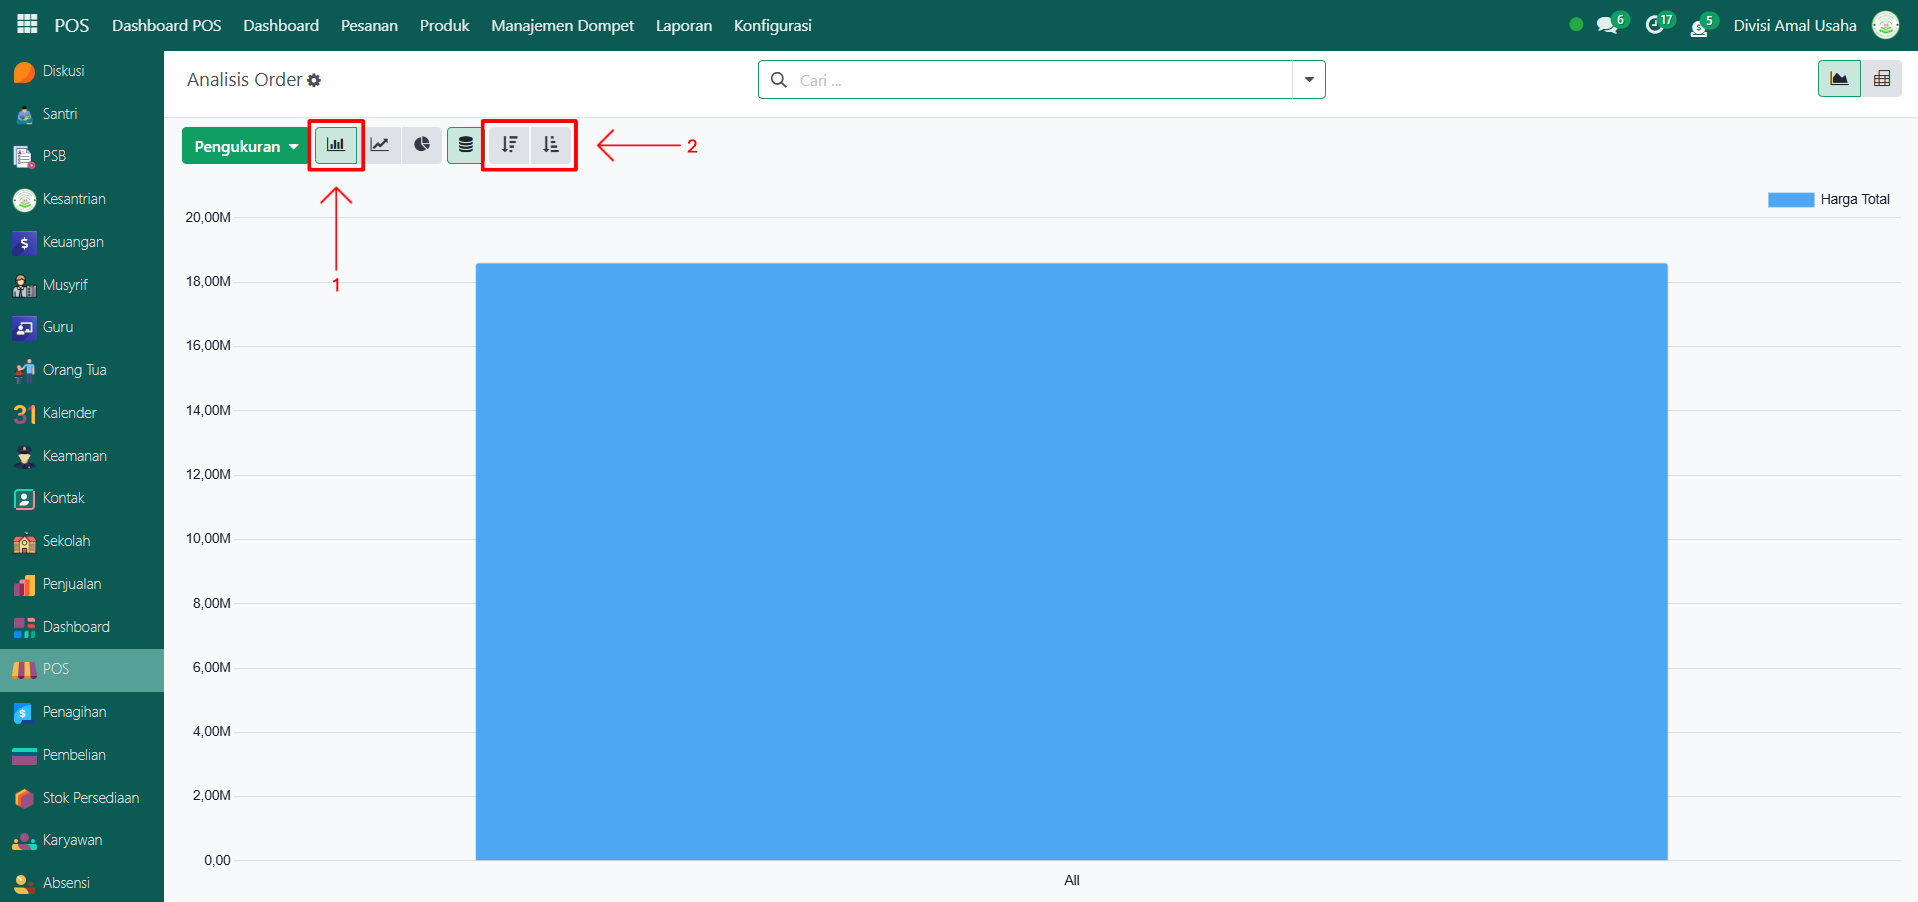 POS Dashboard POS Dashboard Pesanan Produk Manajemen Dompet Laporan Konfigurasi 6 17 5 Divisi Amal Usaha
Diskusi
Santri
PSB
Kesantrian
Keuangan
Musyrif
Guru
Orang Tua
31 Kalender
Keamanan
Kontak
Sekolah
Penjualan
Dashboard
POS
Penagihan
Pembelian
Stok Persediaan
Karyawan
Absensi
Analisis Order
Cari ...
Pengukuran
2
1
Harga Total
20,00M
18,00M
16,00M
14,00M
12,00M
10,00M
8,00M
6,00M
4,00M
2,00M
0,00
All